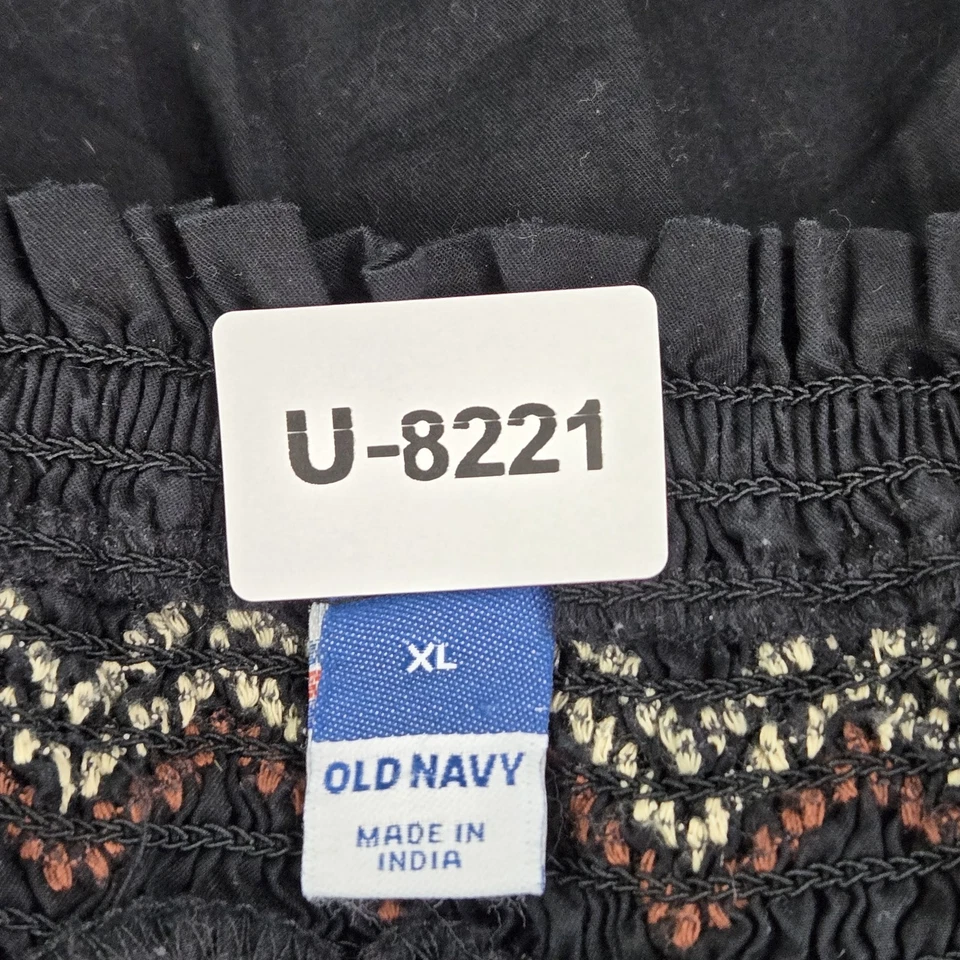 U-8221
XL
OLD NAVY
MADE IN
INDIA